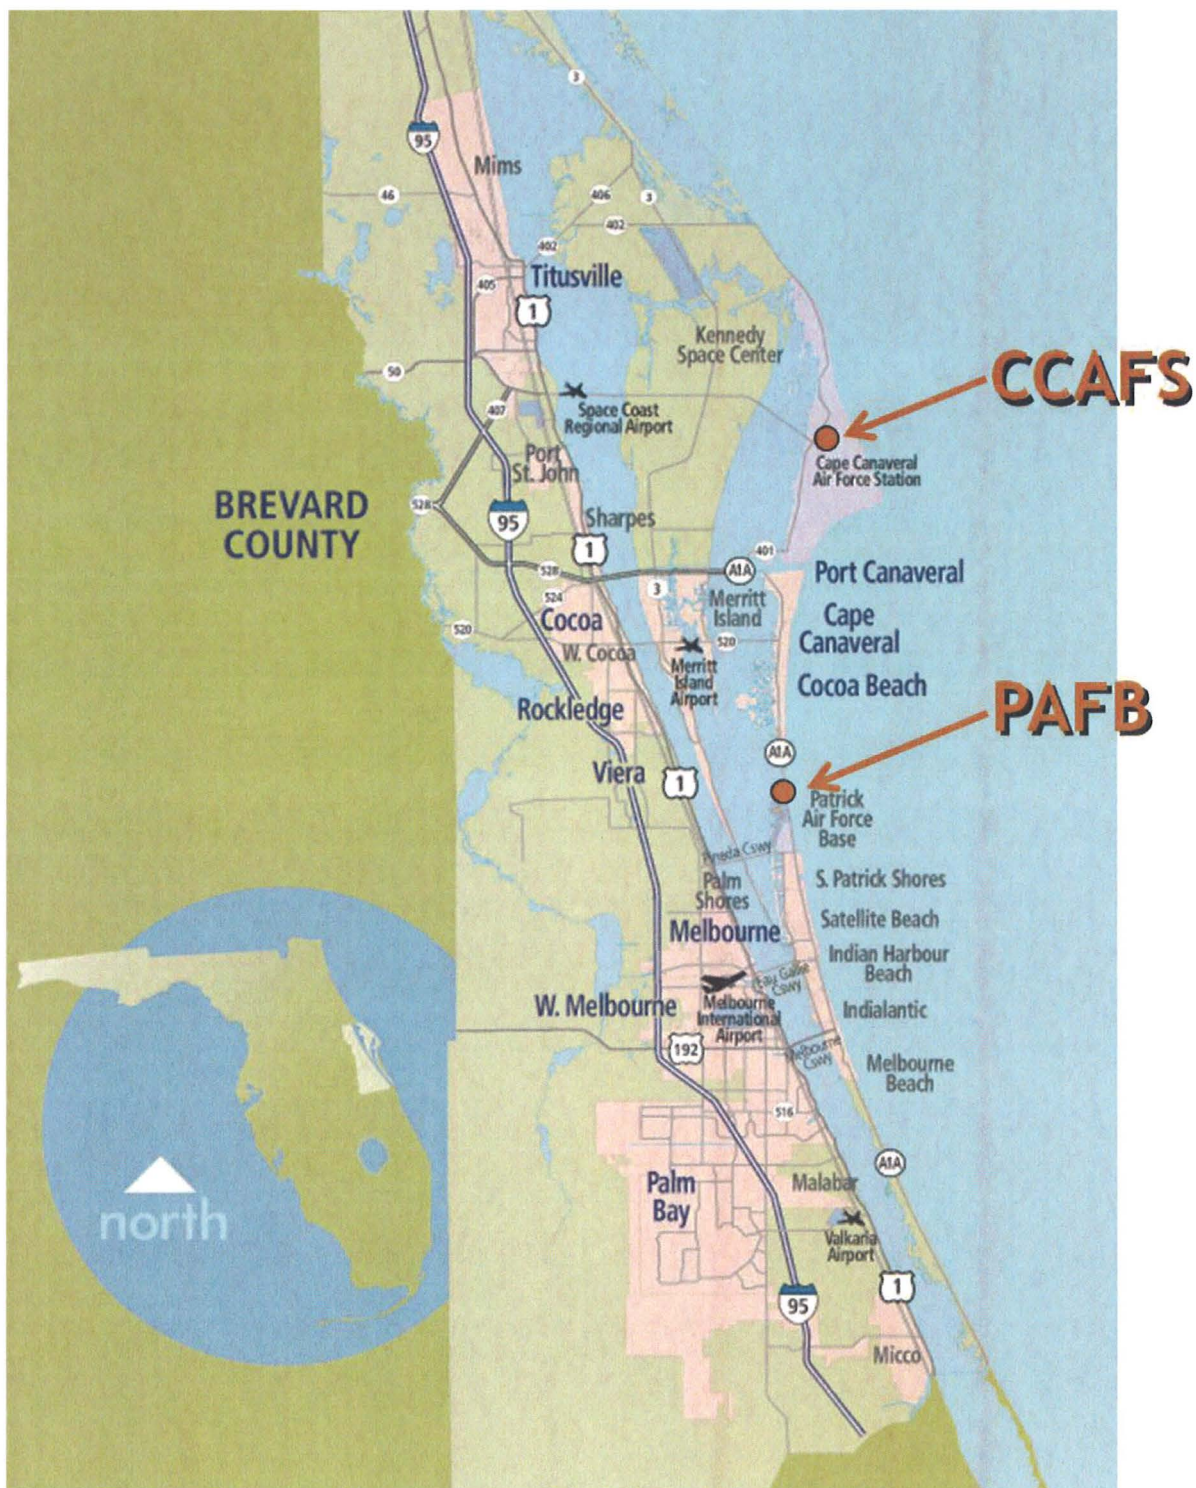 3
95
Mims
46
406
3
402
402
Titusville
405
1
Kennedy
Space Center
CCAFS
50
407
Space Coast
Regional Airport
Port
St. John
Cape Canaveral
Air Force Station
BREVARD
COUNTY
528
95
Sharpes
1
401
528
A1A
Port Canaveral
524
3
Merritt
Island
Cocoa
Cape
Canaveral
520
520
W. Cocoa
Merritt
Island
Airport
Cocoa Beach
PAFB
Rockledge
A1A
Viera
1
Patrick
Air Force
Base
Pineda Cswy
Palm
Shores
S. Patrick Shores
Satellite Beach
Melbourne
Indian Harbour
Beach
Eau Gallie
Cswy
W. Melbourne
Melbourne
International
Airport
Indialantic
192
Melbourne
Cswy
Melbourne
Beach
516
A1A
Palm
Bay
Malabar
north
Valkaria
Airport
1
95
Micco